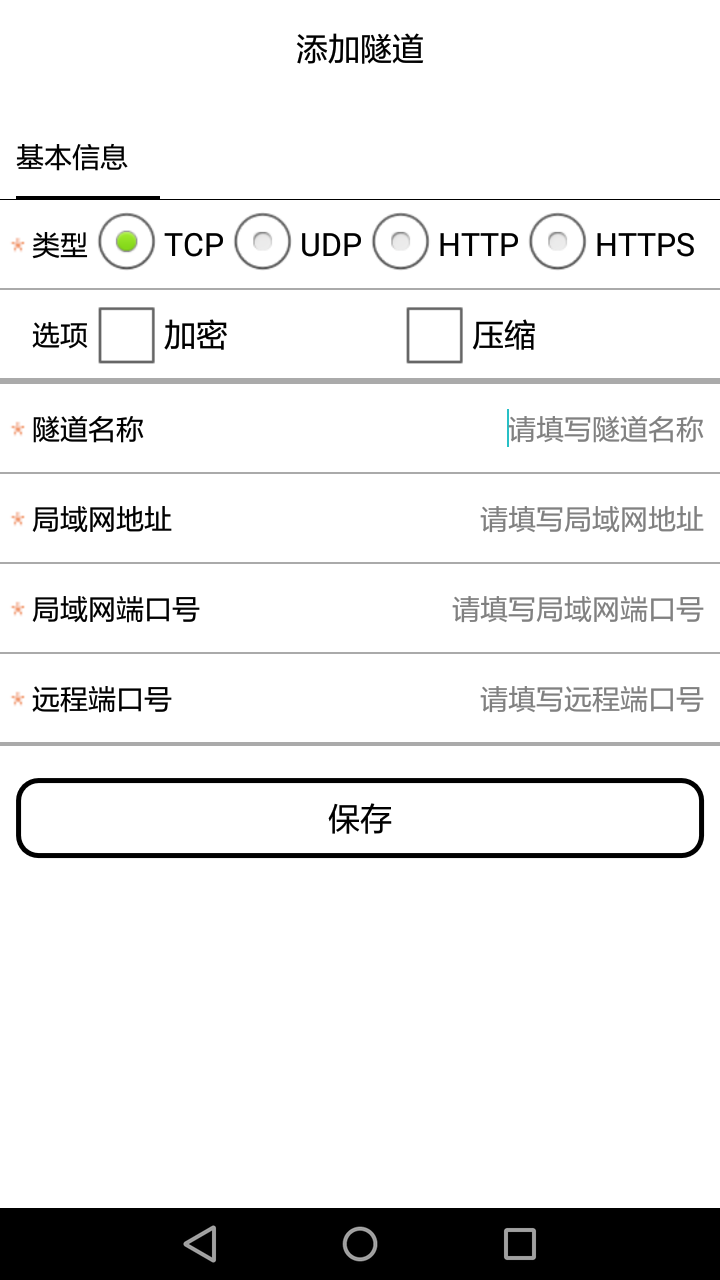 添加隧道
基本信息
* 类型 TCP UDP HTTP HTTPS
选项 加密 压缩
* 隧道名称 请填写隧道名称
* 局域网地址 请填写局域网地址
* 局域网端口号 请填写局域网端口号
* 远程端口号 请填写远程端口号
保存